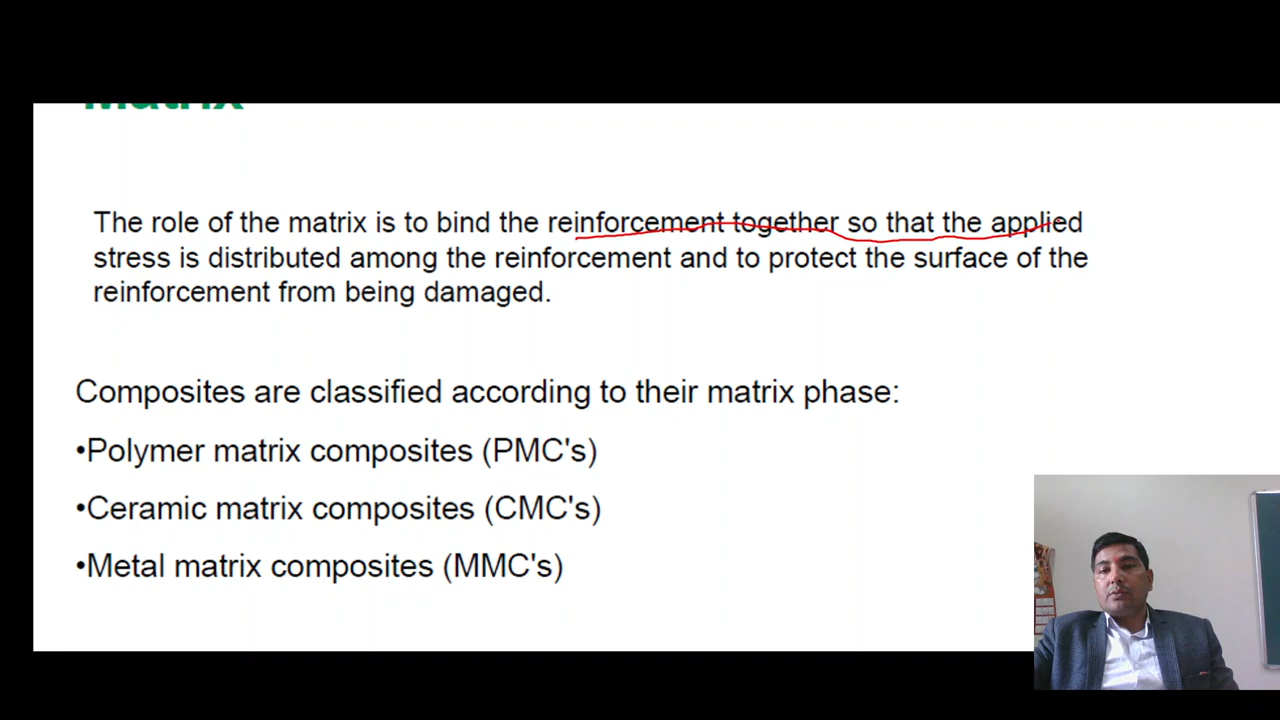 Matrix
The role of the matrix is to bind the reinforcement together so that the applied
stress is distributed among the reinforcement and to protect the surface of the
reinforcement from being damaged.
Composites are classified according to their matrix phase:
•Polymer matrix composites (PMC's)
•Ceramic matrix composites (CMC's)
•Metal matrix composites (MMC's)